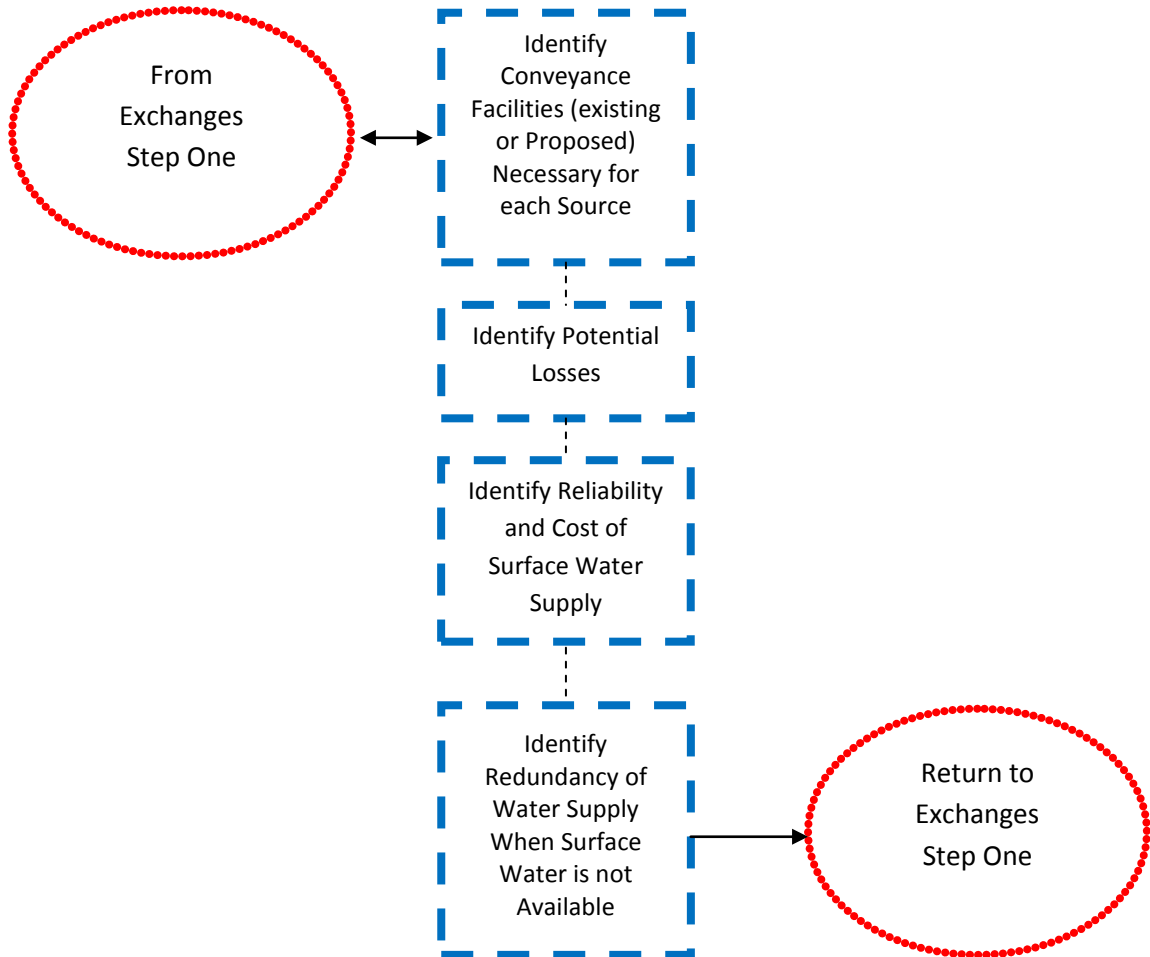 From
Exchanges
Step One
Identify
Conveyance
Facilities (existing
or Proposed)
Necessary for
each Source
Identify Potential
Losses
Identify Reliability
and Cost of
Surface Water
Supply
Identify
Redundancy of
Water Supply
When Surface
Water is not
Available
Return to
Exchanges
Step One